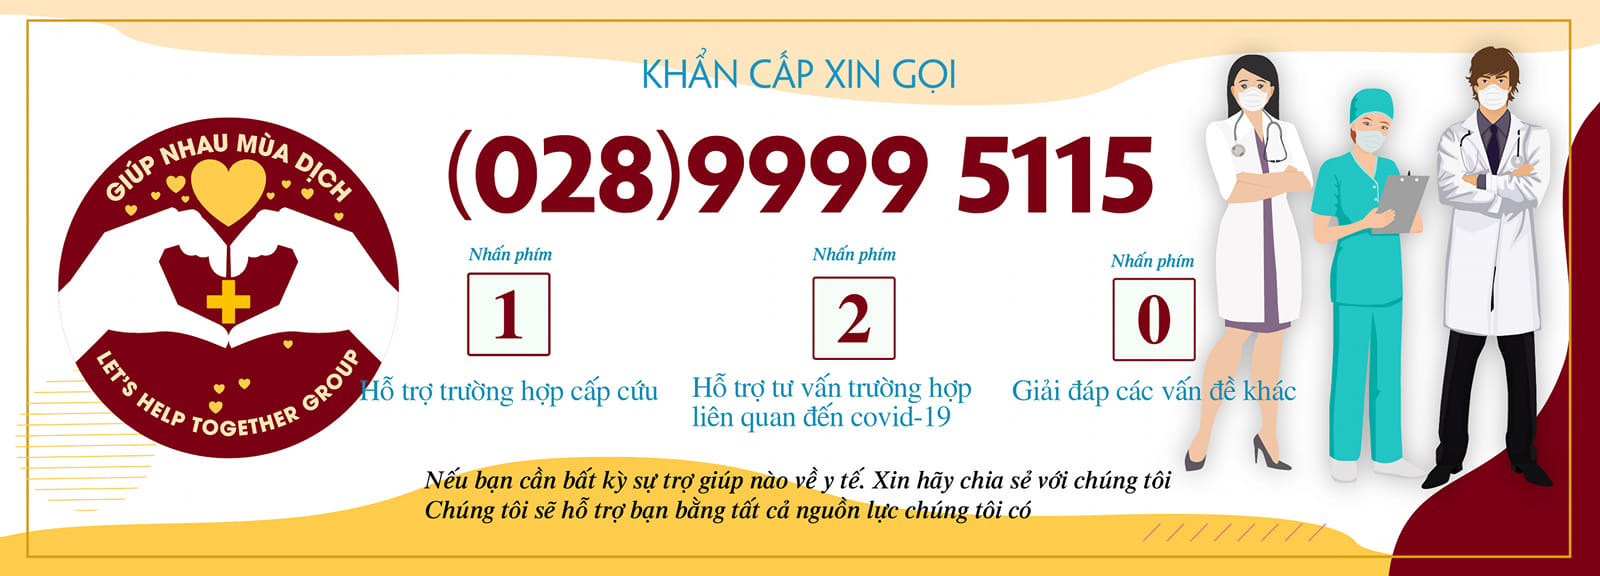 KHẨN CẤP XIN GỌI
(028)9999 5115
GIÚP NHAU MÙA DỊCH
LET'S HELP TOGETHER GROUP
Nhấn phím
1
Hỗ trợ trường hợp cấp cứu
Nhấn phím
2
Hỗ trợ tư vấn trường hợp
liên quan đến covid-19
Nhấn phím
0
Giải đáp các vấn đề khác
Nếu bạn cần bất kỳ sự trợ giúp nào về y tế. Xin hãy chia sẻ với chúng tôi
Chúng tôi sẽ hỗ trợ bạn bằng tất cả nguồn lực chúng tôi có